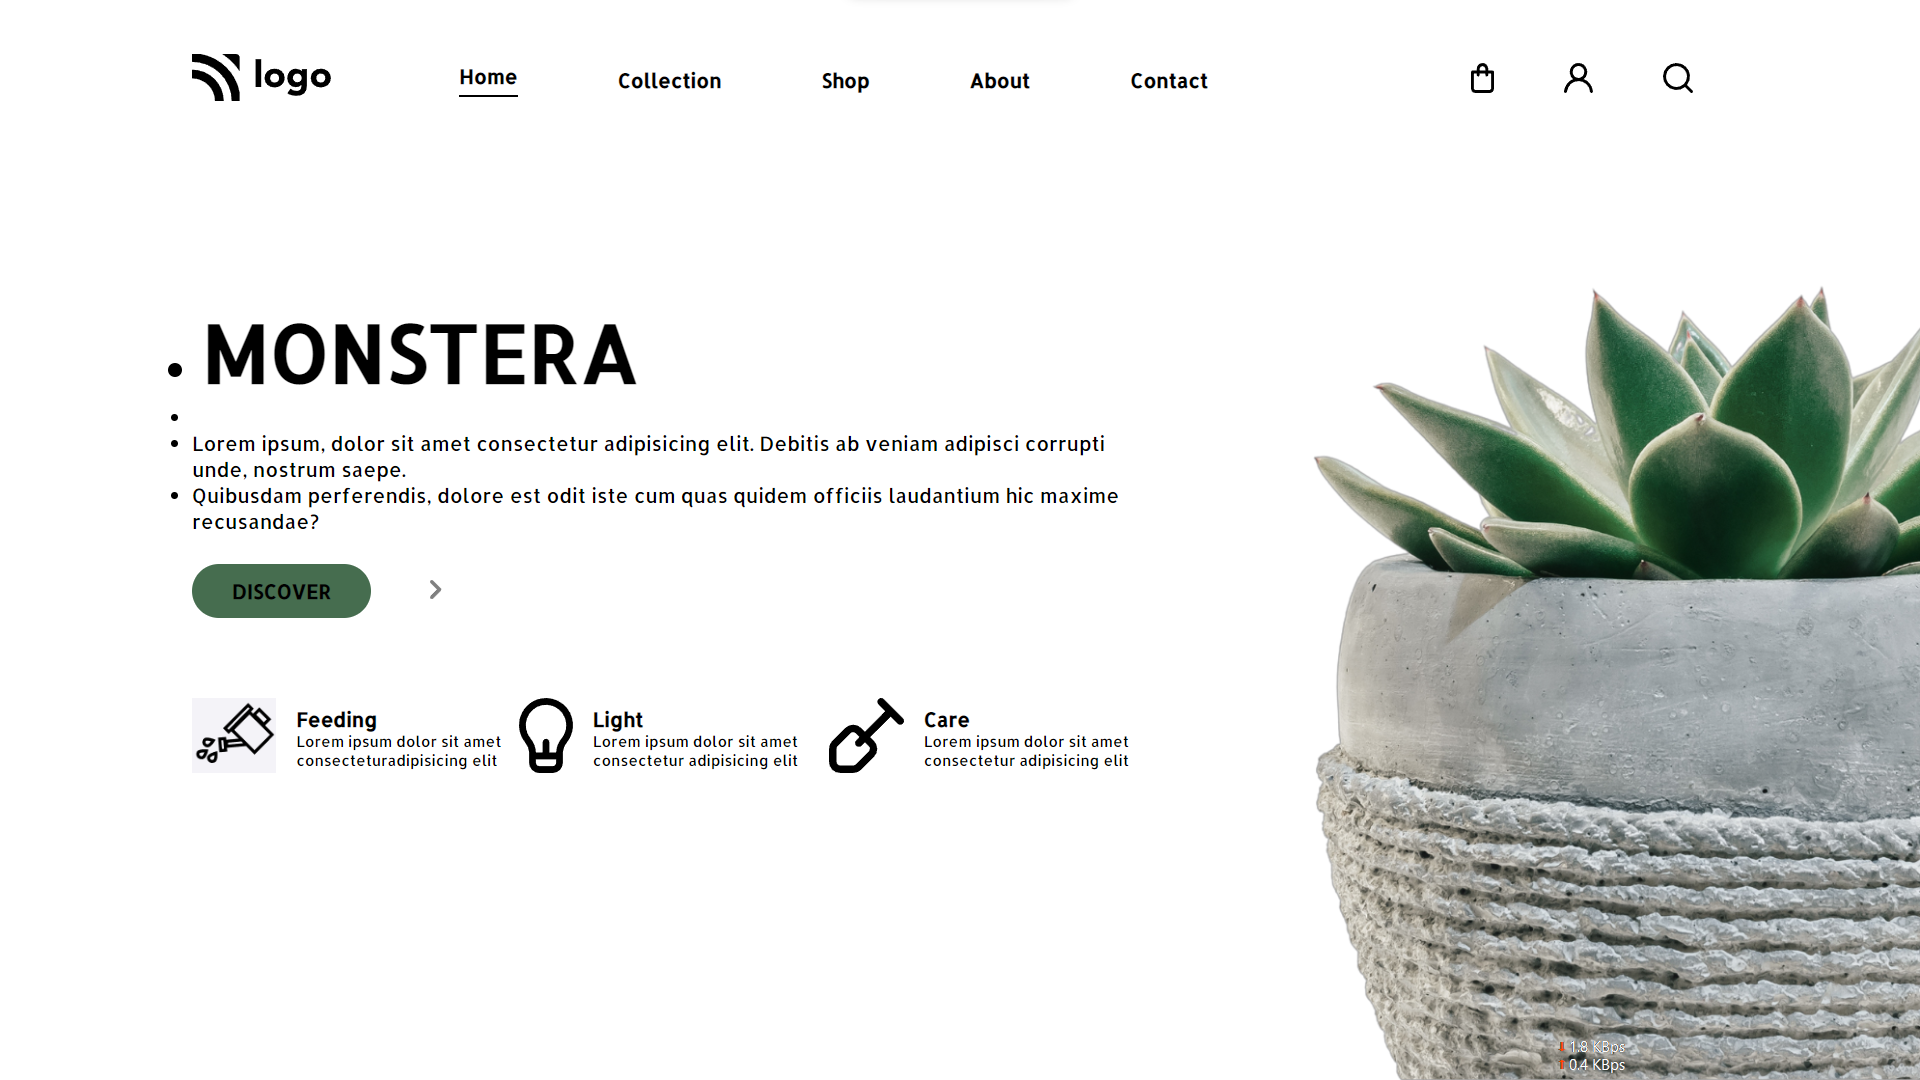 logo
Home
Collection
Shop
About
Contact
MONSTERA
Lorem ipsum, dolor sit amet consectetur adipisicing elit. Debitis ab veniam adipisci corrupti
unde, nostrum saepe.
Quibusdam perferendis, dolore est odit iste cum quas quidem officiis laudantium hic maxime
recusandae?
DISCOVER
Feeding
Lorem ipsum dolor sit amet
consecteturadipisicing elit
Light
Lorem ipsum dolor sit amet
consectetur adipisicing elit
Care
Lorem ipsum dolor sit amet
consectetur adipisicing elit
1.8 KBps
0.4 KBps